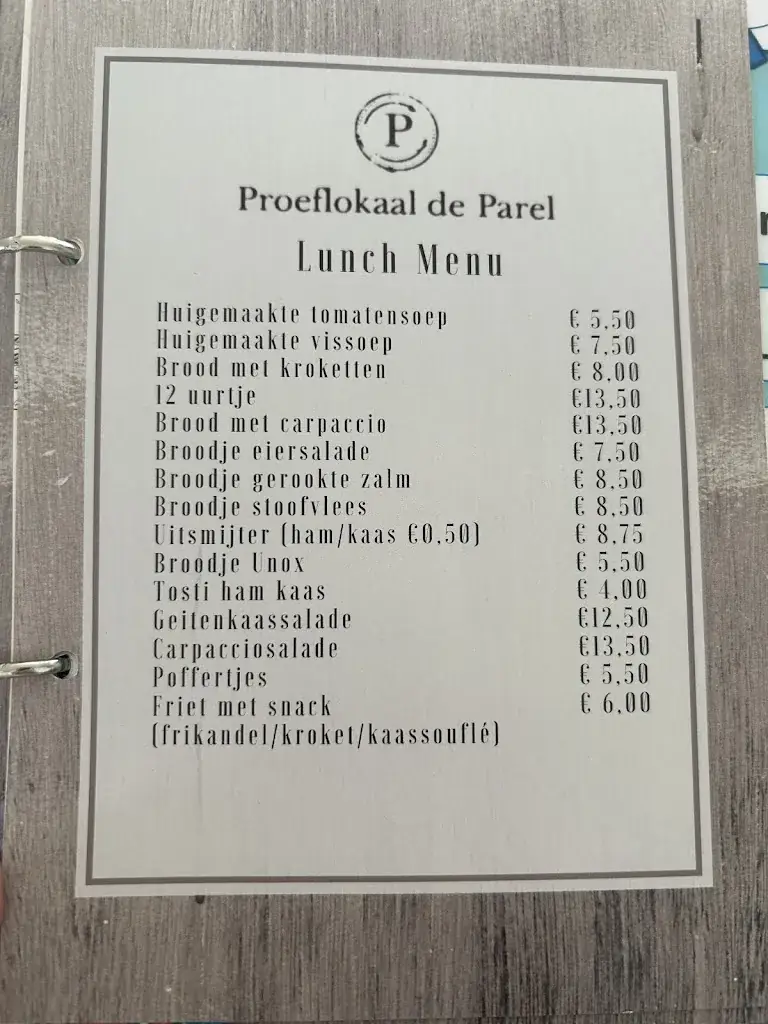 P
Proeflokaal de Parel
Lunch Menu
Huigemaakte tomatensoep € 5,50
Huigemaakte vissoep € 7,50
Brood met kroketten € 8,00
12 uurtje €13,50
Brood met carpaccio €13,50
Broodje eiersalade € 7,50
Broodje gerookte zalm € 8,50
Broodje stoofvlees € 8,50
Uitsmijter (ham/kaas €0,50) € 8,75
Broodje Unox € 5,50
Tosti ham kaas € 4,00
Geitenkaassalade €12,50
Carpacciosalade €13,50
Poffertjes € 5,50
Friet met snack € 6,00
(frikandel/kroket/kaassouflé)